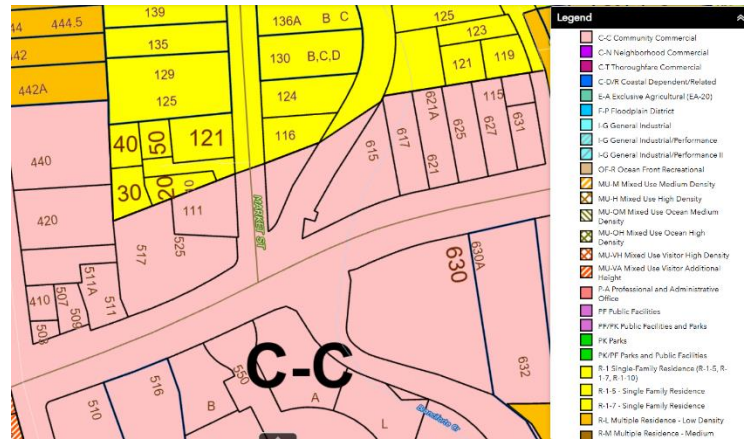 139
136A
B C
125
44
444.5
123
135
130
B,C,D
442
121
119
129
442A
124
125
621A
115
40
50
121
116
617
625
627
631
440
615
621
30
20
10
111
420
MARKET ST
517
525
511A
630
630A
410
507
509
511
503
C-C
550
516
632
510
B
A
L
Legend
C-C Community Commercial
C-N Neighborhood Commercial
C-T Thoroughfare Commercial
C-D/R Coastal Dependent/Related
E-A Exclusive Agricultural (EA-20)
F-P Floodplain District
I-G General Industrial
I-G General Industrial/Performance
I-G General Industrial/Performance II
OF-R Ocean Front Recreational
MU-M Mixed Use Medium Density
MU-H Mixed Use High Density
MU-OM Mixed Use Ocean Medium
Density
MU-OH Mixed Use Ocean High
Density
MU-VH Mixed Use Visitor High Density
MU-VA Mixed Use Visitor Additional
Height
P-A Professional and Administrative
Office
PF Public Facilities
PF/PK Public Facilities and Parks
PK Parks
PK/PF Parks and Public Facilities
R-1 Single-Family Residence (R-1-5, R-
1-7, R-1-10)
R-1-5 - Single Family Residence
R-1-7 - Single Family Residence
R-L Multiple Residence - Low Density
R-M Multiple Residence - Medium